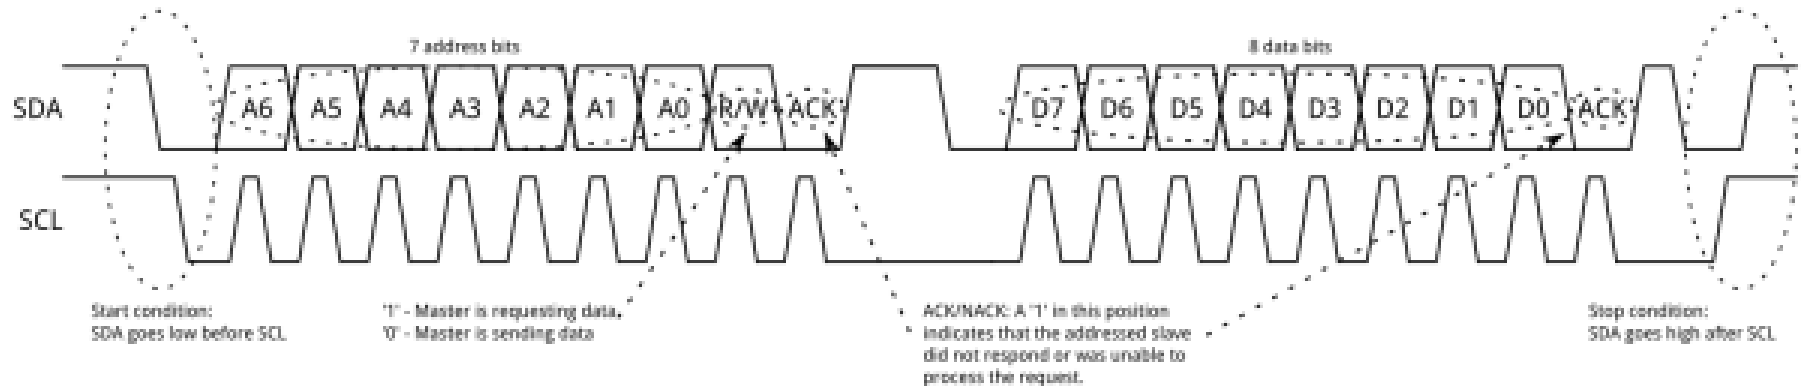 7 address bits
8 data bits
SDA
A6 A5 A4 A3 A2 A1 A0 R/W ACK
D7 D6 D5 D4 D3 D2 D1 D0 ACK
SCL
Start condition:
SDA goes low before SCL
'1' - Master is requesting data,
'0' - Master is sending data
ACK/NACK: A '1' in this position
indicates that the addressed slave
did not respond or was unable to
process the request.
Stop condition:
SDA goes high after SCL